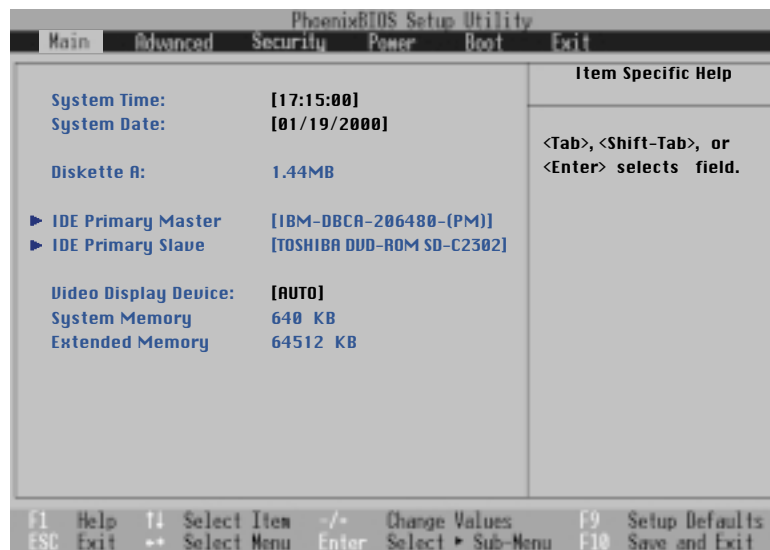 PhoenixBIOS Setup Utility
Main Advanced Security Power Boot Exit
Item Specific Help
System Time: [17:15:00]
System Date: [01/19/2000]
<Tab>, <Shift-Tab>, or
<Enter> selects field.
Diskette A: 1.44MB
IDE Primary Master [IBM-DBCA-206480-(PM)]
IDE Primary Slave [TOSHIBA DVD-ROM SD-C2302]
Video Display Device: [AUTO]
System Memory 640 KB
Extended Memory 64512 KB
F1 Help ↑↓ Select Item -/+ Change Values F9 Setup Defaults
ESC Exit ←→ Select Menu Enter Select ▶ Sub-Menu F10 Save and Exit